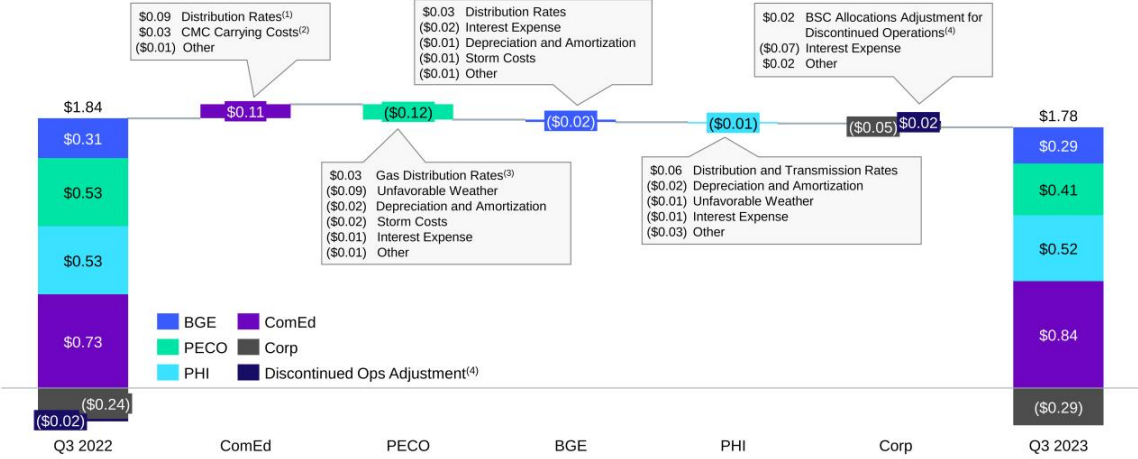 $0.09 Distribution Rates(1)
$0.03 CMC Carrying Costs(2)
($0.01) Other
$0.03 Distribution Rates
($0.02) Interest Expense
($0.01) Depreciation and Amortization
($0.01) Storm Costs
($0.01) Other
$0.02 BSC Allocations Adjustment for
Discontinued Operations(4)
($0.07) Interest Expense
$0.02 Other
$1.84
$0.11
($0.12)
($0.02)
($0.01)
($0.05)
$0.02
$1.78
$0.31
$0.53
$0.53
$0.73
($0.24)
($0.02)
$0.03 Gas Distribution Rates(3)
($0.09) Unfavorable Weather
($0.02) Depreciation and Amortization
($0.02) Storm Costs
($0.01) Interest Expense
($0.01) Other
$0.06 Distribution and Transmission Rates
($0.02) Depreciation and Amortization
($0.01) Unfavorable Weather
($0.01) Interest Expense
($0.03) Other
$0.29
$0.41
$0.52
$0.84
($0.29)
BGE
ComEd
PECO
Corp
PHI
Discontinued Ops Adjustment(4)
Q3 2022
ComEd
PECO
BGE
PHI
Corp
Q3 2023